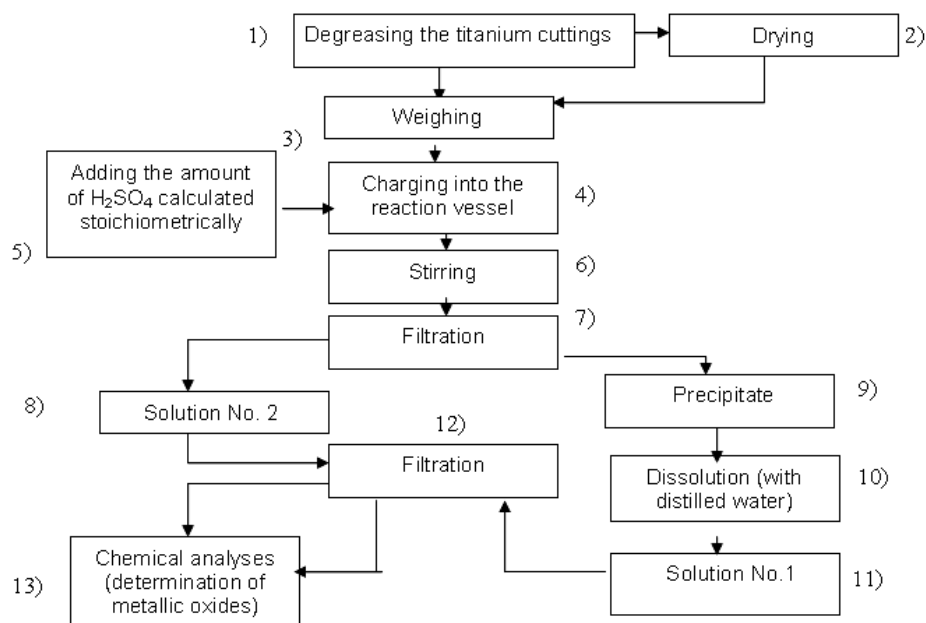 1)
Degreasing the titanium cuttings
Drying
2)
Weighing
3)
Adding the amount
of H₂SO₄ calculated
stoichiometrically
5)
Charging into the
reaction vessel
4)
Stirring
6)
Filtration
7)
8)
Solution No. 2
Precipitate
9)
12)
Filtration
Dissolution (with
distilled water)
10)
13)
Chemical analyses
(determination of
metallic oxides)
Solution No.1
11)